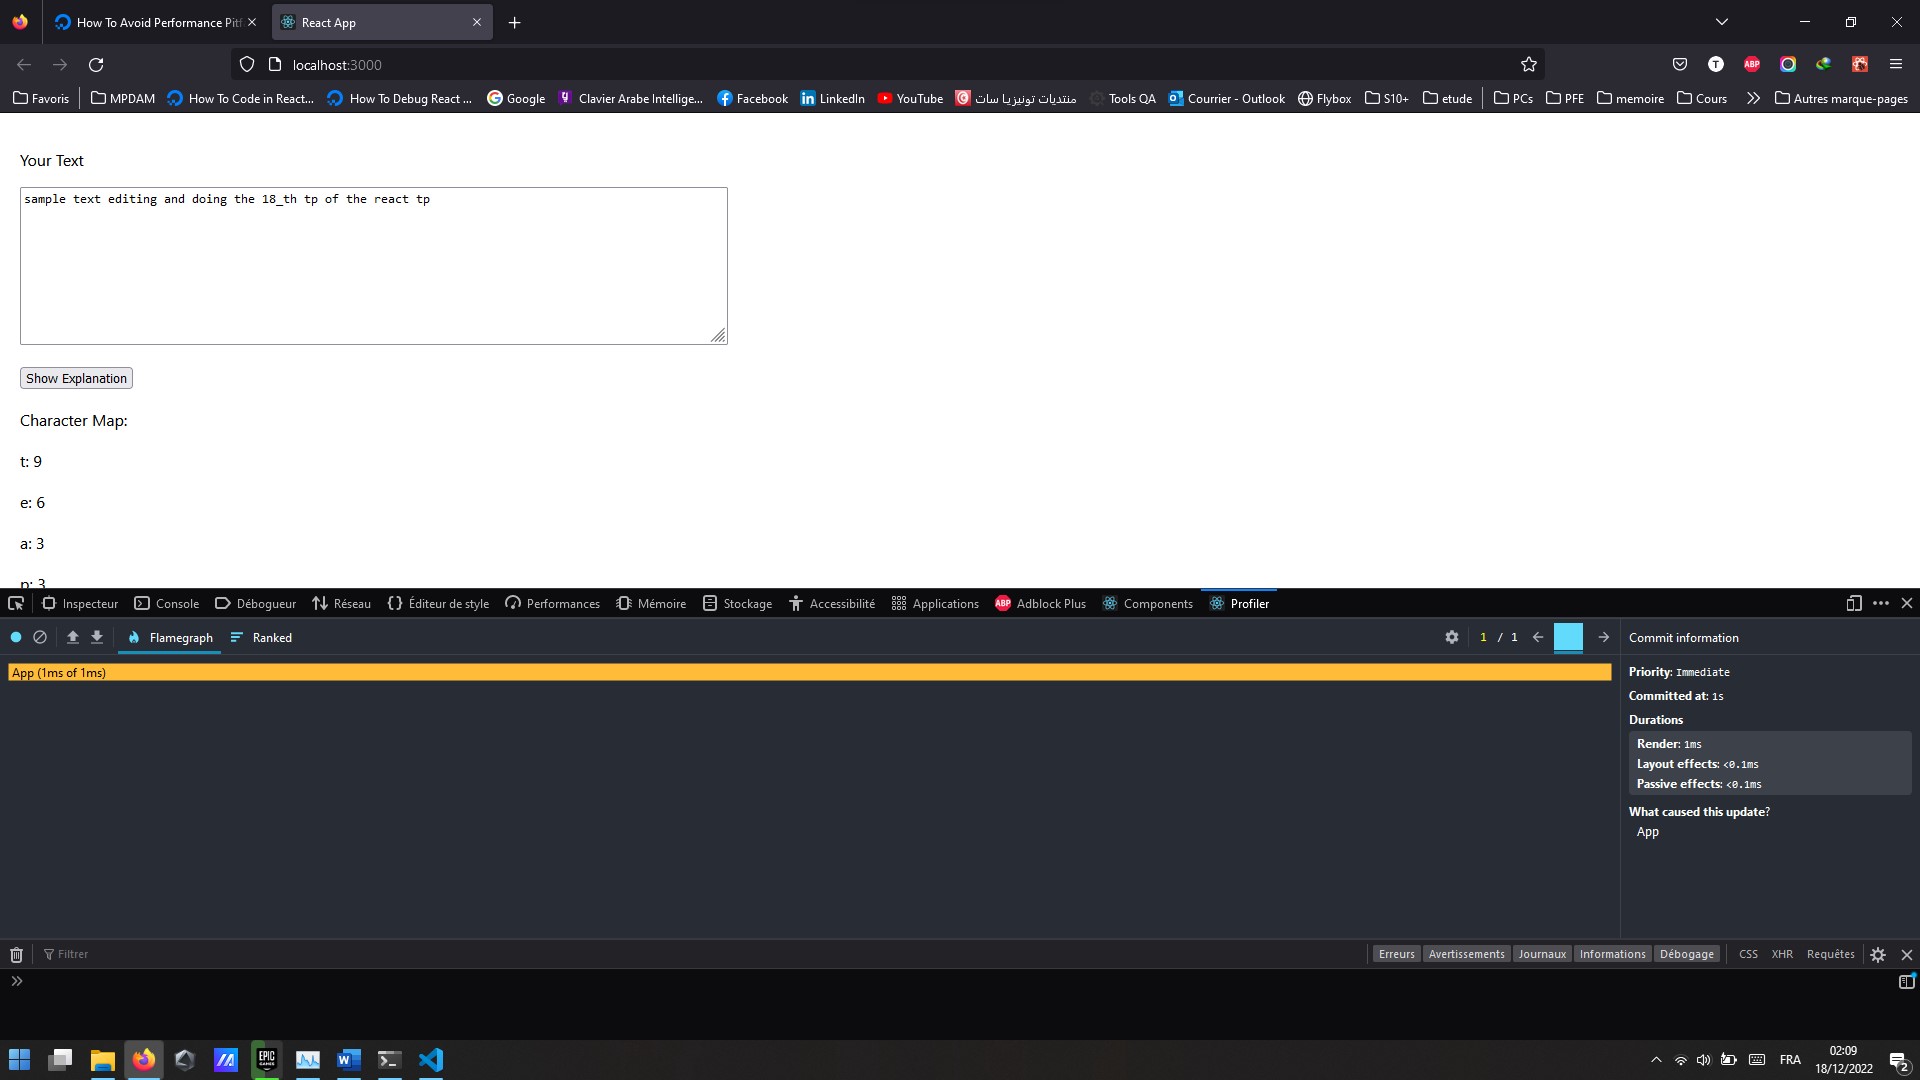 How To Avoid Performance Pitf
React App
localhost:3000
Favoris
MPDAM
How To Code in React...
How To Debug React ...
Google
Clavier Arabe Intellige...
Facebook
LinkedIn
YouTube
منتديات تونيزيا سات
Tools QA
Courrier - Outlook
Flybox
S10+
etude
PCs
PFE
memoire
Cours
Autres marque-pages
Your Text
sample text editing and doing the 18_th tp of the react tp
Show Explanation
Character Map:
t: 9
e: 6
a: 3
p: 3
Inspecteur
Console
Débogueur
Réseau
Éditeur de style
Performances
Mémoire
Stockage
Accessibilité
Applications
ABP
Adblock Plus
Components
Profiler
Flamegraph
Ranked
1 / 1
Commit information
App (1ms of 1ms)
Priority: Immediate
Committed at: 1s
Durations
Render: 1ms
Layout effects: <0.1ms
Passive effects: <0.1ms
What caused this update?
App
Filtrer
Erreurs
Avertissements
Journaux
Informations
Débogage
CSS
XHR
Requêtes
EPIC
GAMES
FRA
02:09
18/12/2022
2